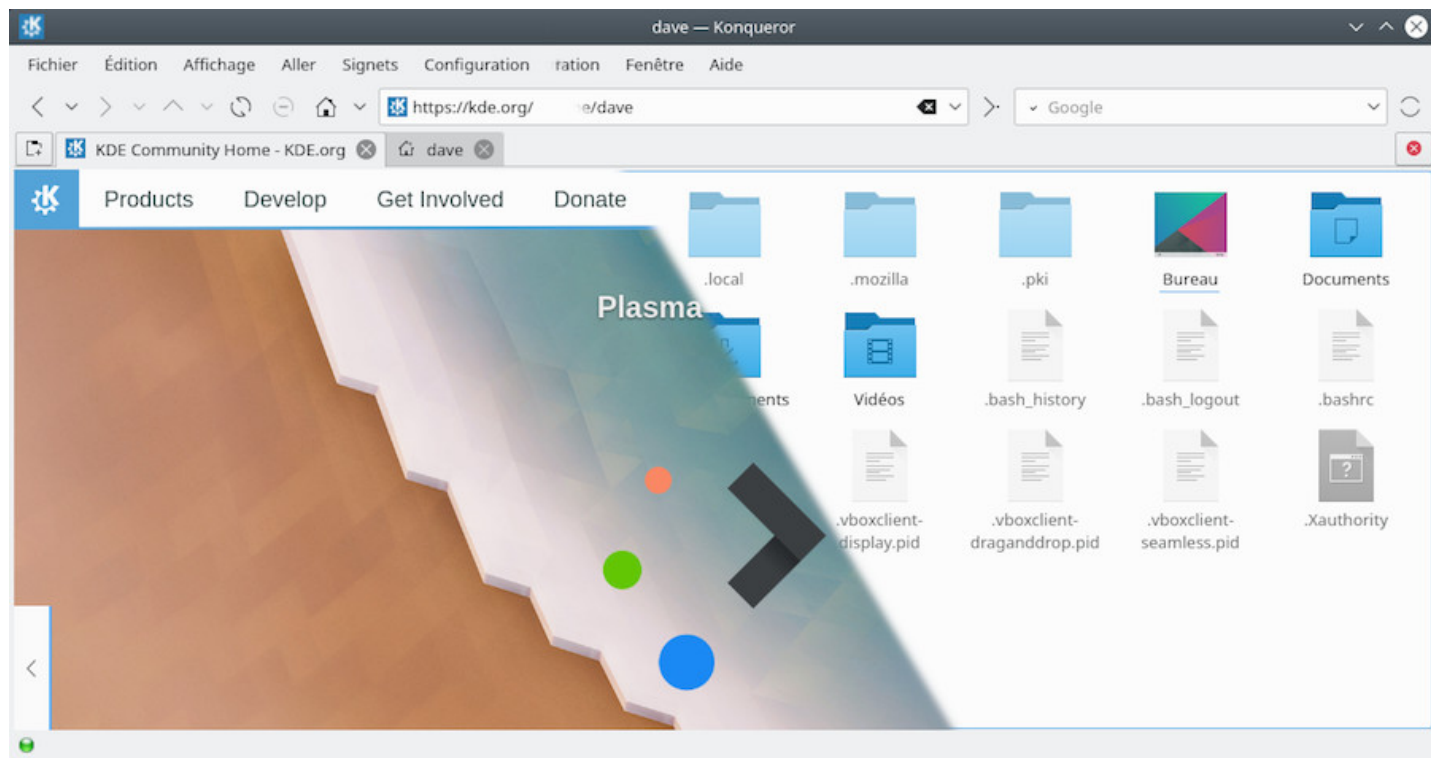 dave — Konqueror
Fichier Édition Affichage Aller Signets Configuration ration Fenêtre Aide
https://kde.org/ e/dave Google
KDE Community Home - KDE.org dave
Products Develop Get Involved Donate
.local .mozilla .pki Bureau Documents
Plasma
ents Vidéos .bash_history .bash_logout .bashrc
.vboxclient- .vboxclient- .vboxclient- .Xauthority
display.pid draganddrop.pid seamless.pid